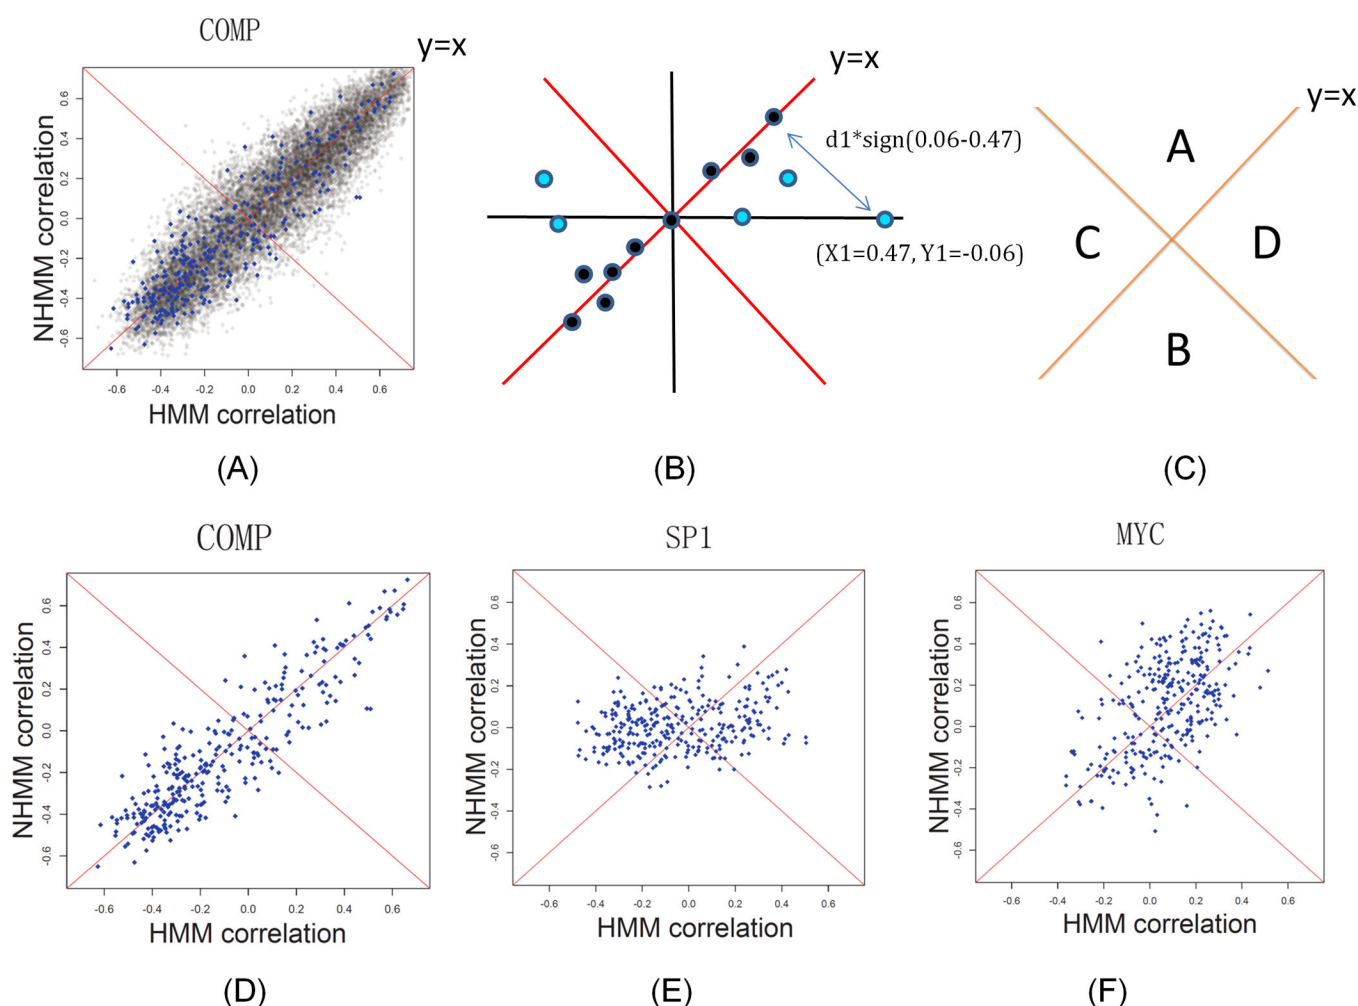 COMP
y=x
NHMM correlation
0.6
0.4
0.2
0.0
-0.2
-0.4
-0.6
-0.6 -0.4 -0.2 0.0 0.2 0.4 0.6
HMM correlation
(A)
y=x
d1*sign(0.06-0.47)
(X1=0.47, Y1=-0.06)
(B)
y=x
A
C
D
B
(C)
COMP
NHMM correlation
0.6
0.4
0.2
0.0
-0.2
-0.4
-0.6
-0.6 -0.4 -0.2 0.0 0.2 0.4 0.6
HMM correlation
(D)
SP1
NHMM correlation
0.6
0.4
0.2
0.0
-0.2
-0.4
-0.6
-0.6 -0.4 -0.2 0.0 0.2 0.4 0.6
HMM correlation
(E)
MYC
NHMM correlation
0.6
0.4
0.2
0.0
-0.2
-0.4
-0.6
-0.6 -0.4 -0.2 0.0 0.2 0.4 0.6
HMM correlation
(F)